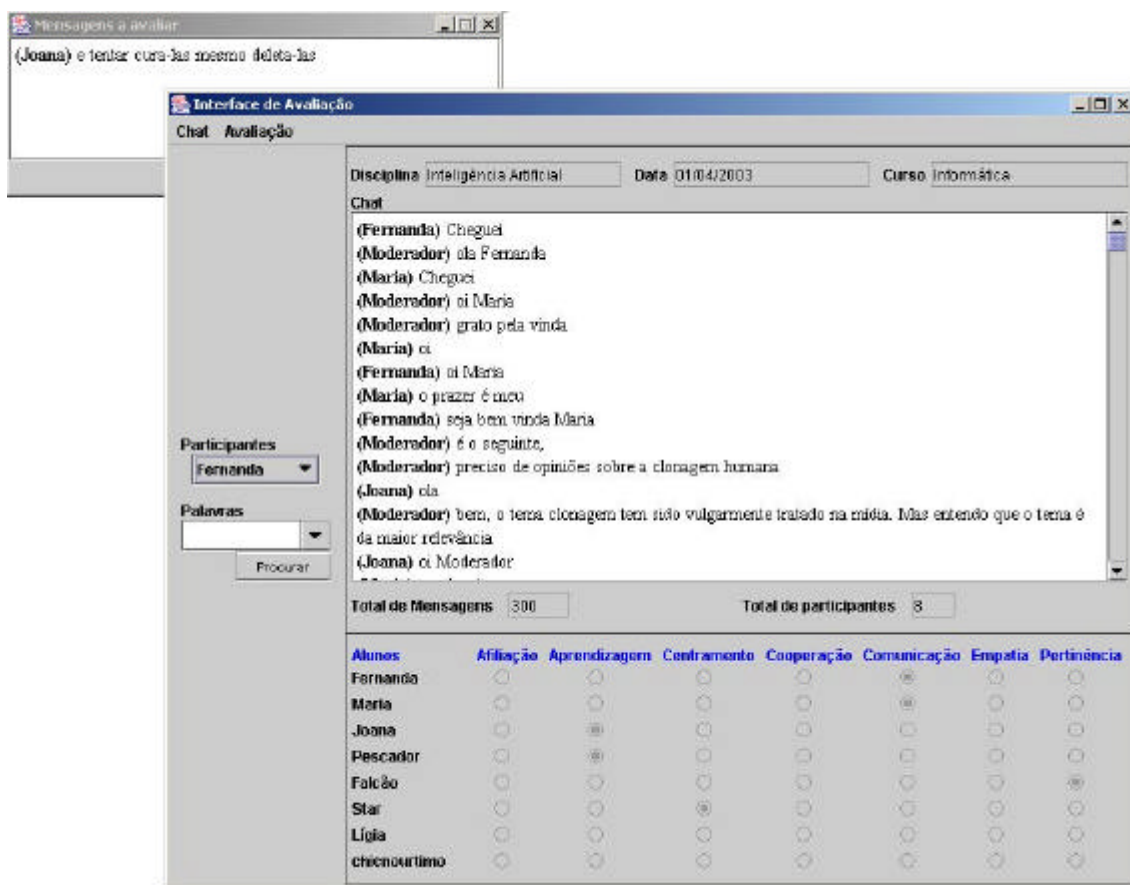 Mensagens a avaliar
(Joana) e tentar cura-las mesmo deleta-las
Interface de Avaliação
Chat Avaliação
Disciplina Inteligência Artificial Data 01/04/2003 Curso Informática
Chat
(Fernanda) Cheguei
(Moderador) ola Fernanda
(Maria) Cheguei
(Moderador) oi Maria
(Moderador) grato pela vinda
(Maria) oi
(Fernanda) oi Maria
(Maria) o prazer é meu
(Fernanda) seja bem vinda Maria
(Moderador) é o seguinte,
(Moderador) preciso de opiniões sobre a clonagem humana
(Joana) ola
(Moderador) bem, o tema clonagem tem sido vulgarmente tratado na mídia. Mas entendo que o tema é
da maior relevância
(Joana) oi Moderador
Participantes
Fernanda
Palavras
Procurar
Total de Mensagens 300 Total de participantes 8
Alunos Afiliação Aprendizagem Centramento Cooperação Comunicação Empatia Pertinência
Fernanda
Maria
Joana
Pescador
Falcão
Star
Lígia
chicnourtimo